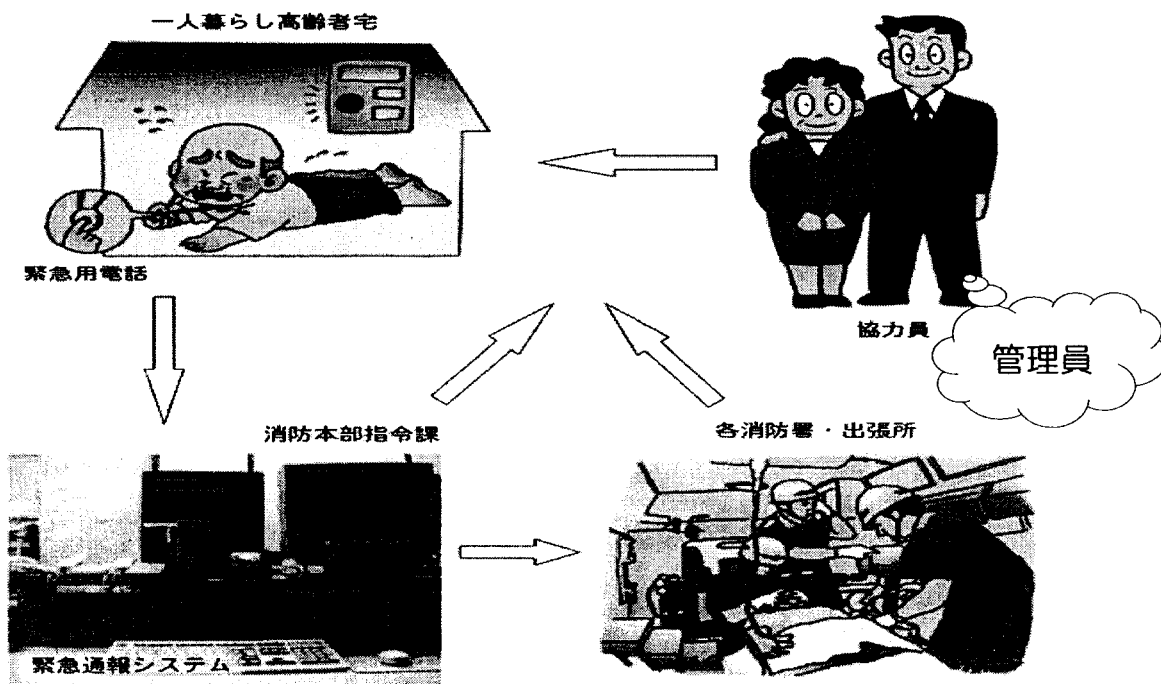 一人暮らし高齢者宅
緊急用電話
協力員
管理員
消防本部指令課
各消防署・出張所
緊急通報システム